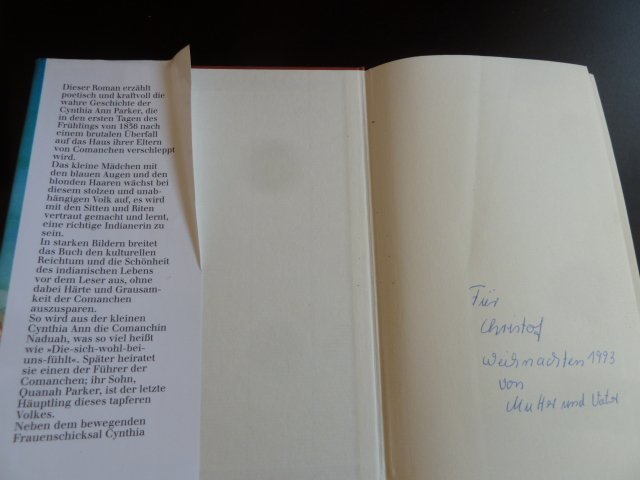 Dieser Roman erzählt
poetisch und kraftvoll die
wahre Geschichte der
Cynthia Ann Parker, die
in den ersten Tagen des
Frühlings von 1836 nach
einem brutalen Überfall
auf das Haus ihrer Eltern
von Comanchen verschleppt
wird.
Das kleine Mädchen mit
den blauen Augen und den
blonden Haaren wächst bei
diesem stolzen und unab-
hängigen Volk auf, es wird
mit den Sitten und Riten
vertraut gemacht und lernt,
eine richtige Indianerin zu
sein.
In starken Bildern breitet
das Buch den kulturellen
Reichtum und die Schönheit
des indianischen Lebens
vor dem Leser aus, ohne
dabei Härte und Grausam-
keit der Comanchen
auszusparen.
So wird aus der kleinen
Cynthia Ann die Comanchin
Naduah, was so viel heißt
wie »Die-sich-wohl-bei-
uns-fühlt«. Später heiratet
sie einen der Führer der
Comanchen; ihr Sohn,
Quanah Parker, ist der letzte
Häuptling dieses tapferen
Volkes.
Neben dem bewegenden
Frauenschicksal Cynthia
Für
Christof
Weihnachten 1993
von
Mutter und Vater